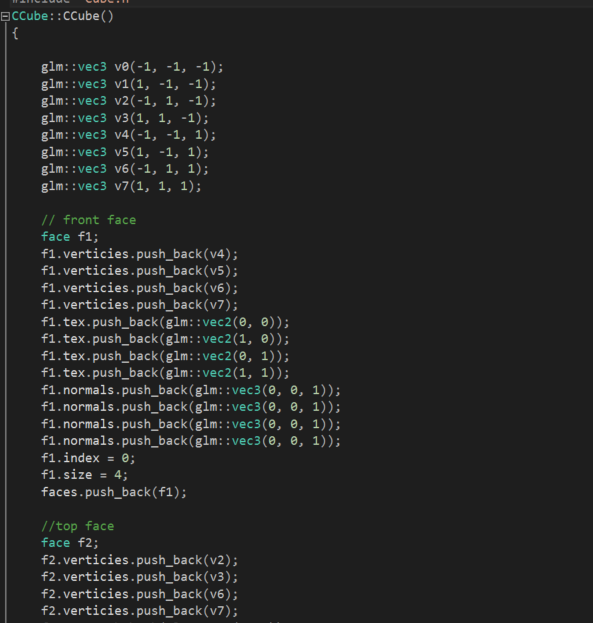 CCube::CCube()
{
glm::vec3 v0(-1, -1, -1);
glm::vec3 v1(1, -1, -1);
glm::vec3 v2(-1, 1, -1);
glm::vec3 v3(1, 1, -1);
glm::vec3 v4(-1, -1, 1);
glm::vec3 v5(1, -1, 1);
glm::vec3 v6(-1, 1, 1);
glm::vec3 v7(1, 1, 1);
// front face
face f1;
f1.verticies.push_back(v4);
f1.verticies.push_back(v5);
f1.verticies.push_back(v6);
f1.verticies.push_back(v7);
f1.tex.push_back(glm::vec2(0, 0));
f1.tex.push_back(glm::vec2(1, 0));
f1.tex.push_back(glm::vec2(0, 1));
f1.tex.push_back(glm::vec2(1, 1));
f1.normals.push_back(glm::vec3(0, 0, 1));
f1.normals.push_back(glm::vec3(0, 0, 1));
f1.normals.push_back(glm::vec3(0, 0, 1));
f1.normals.push_back(glm::vec3(0, 0, 1));
f1.index = 0;
f1.size = 4;
faces.push_back(f1);
//top face
face f2;
f2.verticies.push_back(v2);
f2.verticies.push_back(v3);
f2.verticies.push_back(v6);
f2.verticies.push_back(v7);